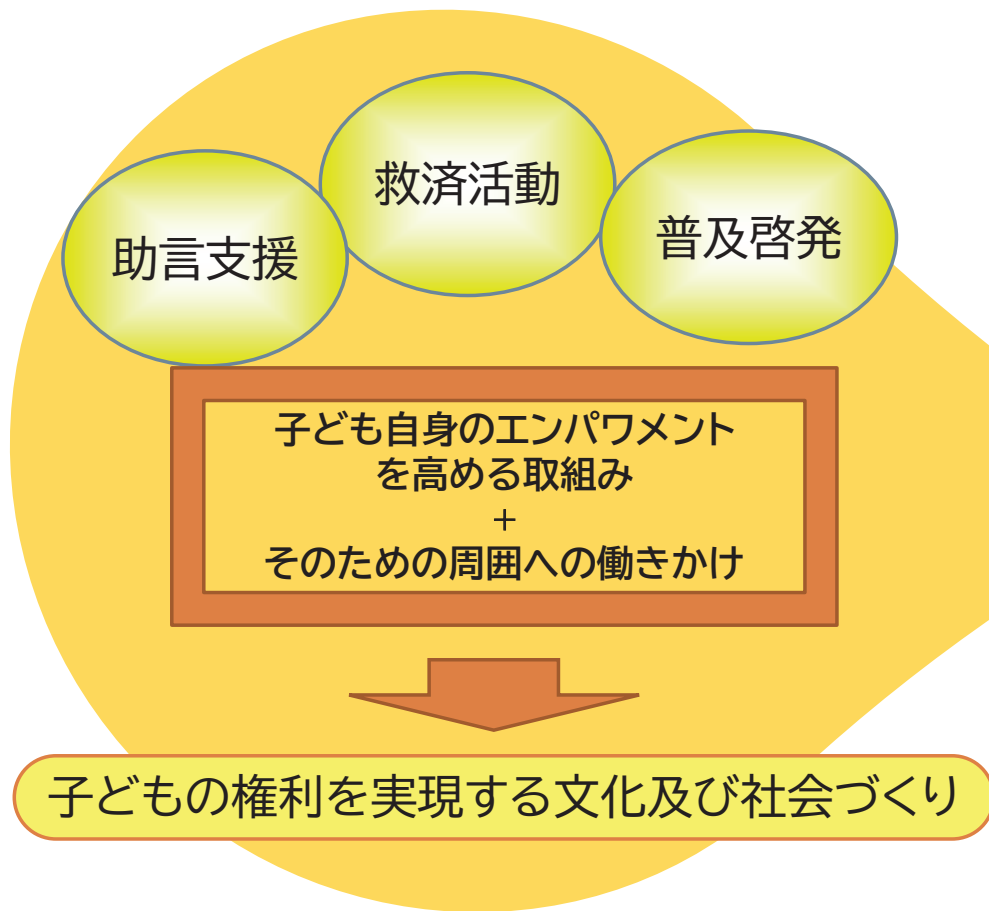 助言支援
救済活動
普及啓発
子ども自身のエンパワメント
を高める取組み
+
そのための周囲への働きかけ
子どもの権利を実現する文化及び社会づくり